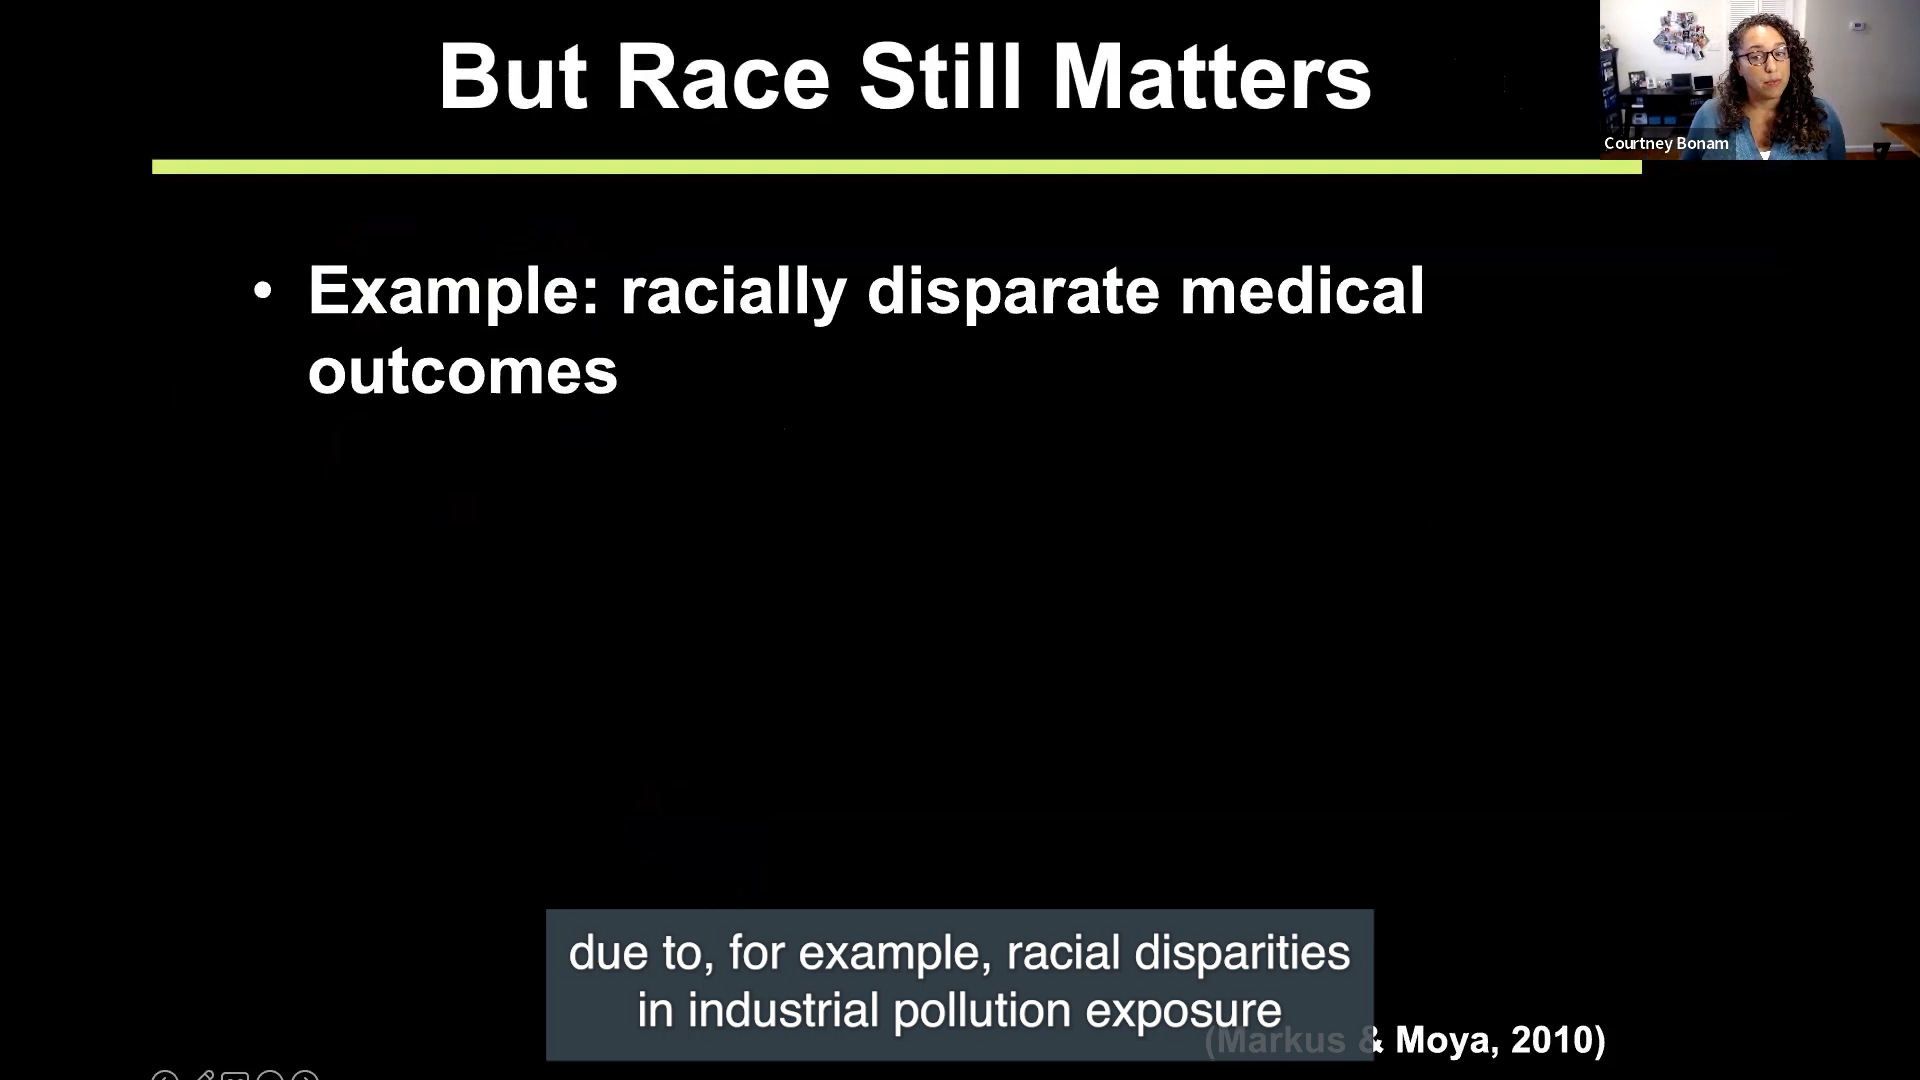 But Race Still Matters
Courtney Bonam
• Example: racially disparate medical
outcomes
due to, for example, racial disparities
in industrial pollution exposure
(Markus & Moya, 2010)